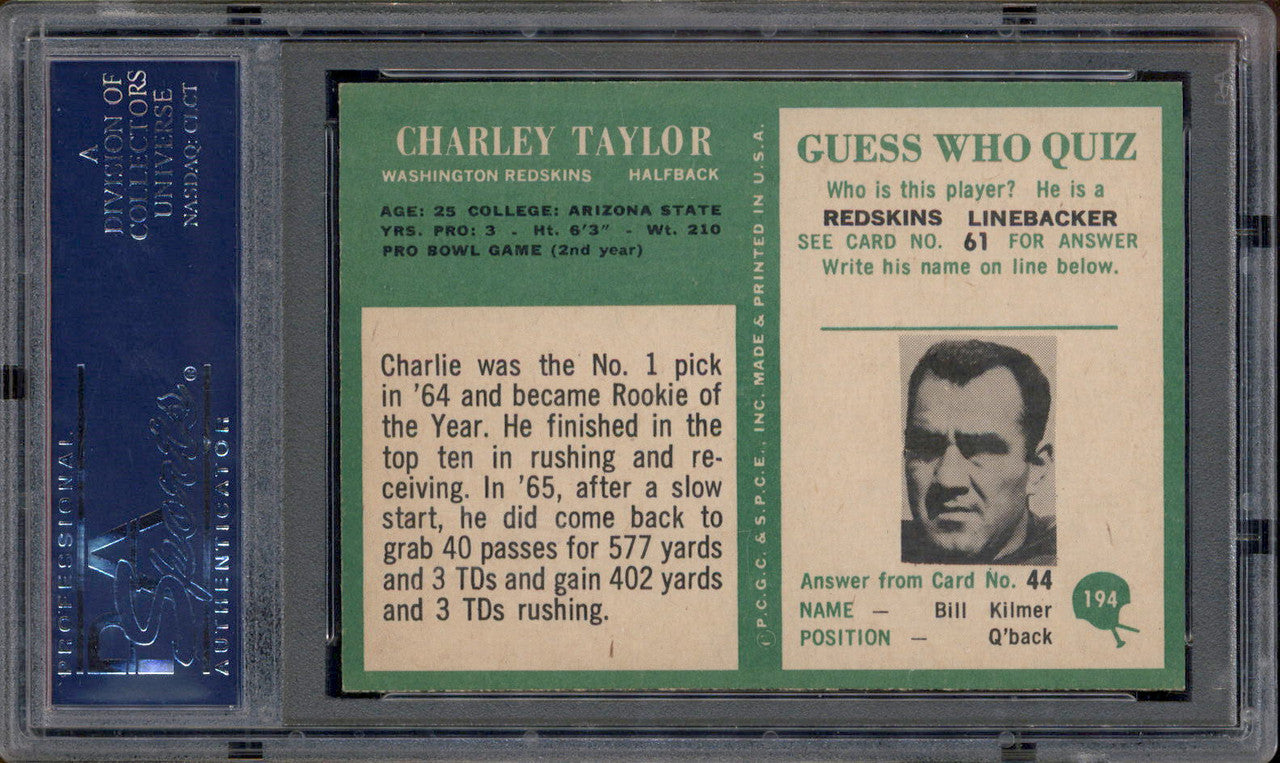 A
DIVISION OF
COLLECTORS
UNIVERSE
NASDAQ: CLCT
PROFESSIONAL
PSA
Sports®
AUTHENTICATOR
CHARLEY TAYLOR
WASHINGTON REDSKINS HALFBACK
AGE: 25 COLLEGE: ARIZONA STATE
YRS. PRO: 3 - Ht. 6'3" - Wt. 210
PRO BOWL GAME (2nd year)
Charlie was the No. 1 pick
in '64 and became Rookie of
the Year. He finished in the
top ten in rushing and re-
ceiving. In '65, after a slow
start, he did come back to
grab 40 passes for 577 yards
and 3 TDs and gain 402 yards
and 3 TDs rushing.
©P.C.G.C. & S.P.C.E., INC. MADE & PRINTED IN U.S.A.
GUESS WHO QUIZ
Who is this player? He is a
REDSKINS LINEBACKER
SEE CARD NO. 61 FOR ANSWER
Write his name on line below.
Answer from Card No. 44
NAME — Bill Kilmer
POSITION — Q'back
194